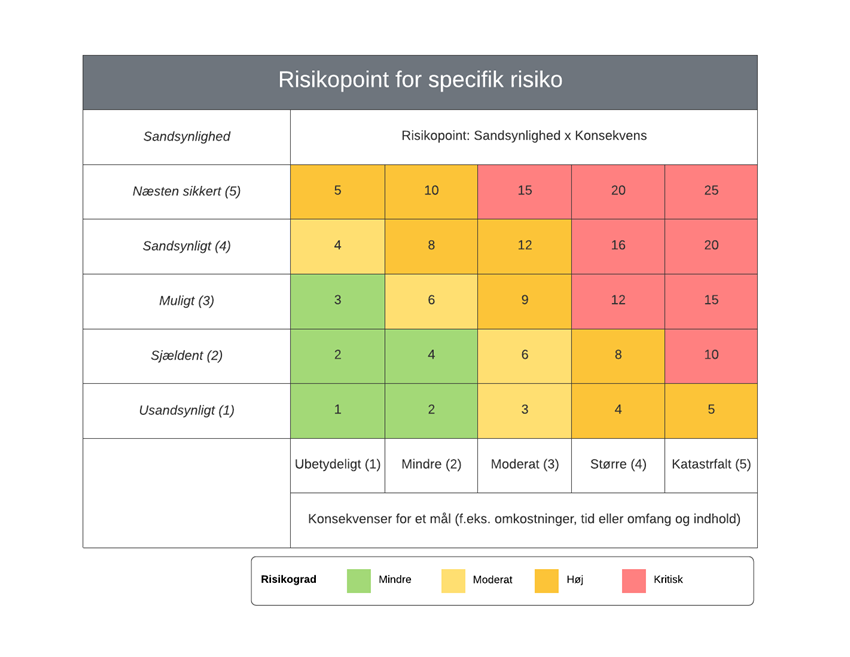 Risikopoint for specifik risiko
Sandsynlighed
Risikopoint: Sandsynlighed x Konsekvens
Næsten sikkert (5)
5
10
15
20
25
Sandsynligt (4)
4
8
12
16
20
Muligt (3)
3
6
9
12
15
Sjældent (2)
2
4
6
8
10
Usandsynligt (1)
1
2
3
4
5
Ubetydeligt (1)
Mindre (2)
Moderat (3)
Større (4)
Katastrfalt (5)
Konsekvenser for et mål (f.eks. omkostninger, tid eller omfang og indhold)
Risikograd
Mindre
Moderat
Høj
Kritisk